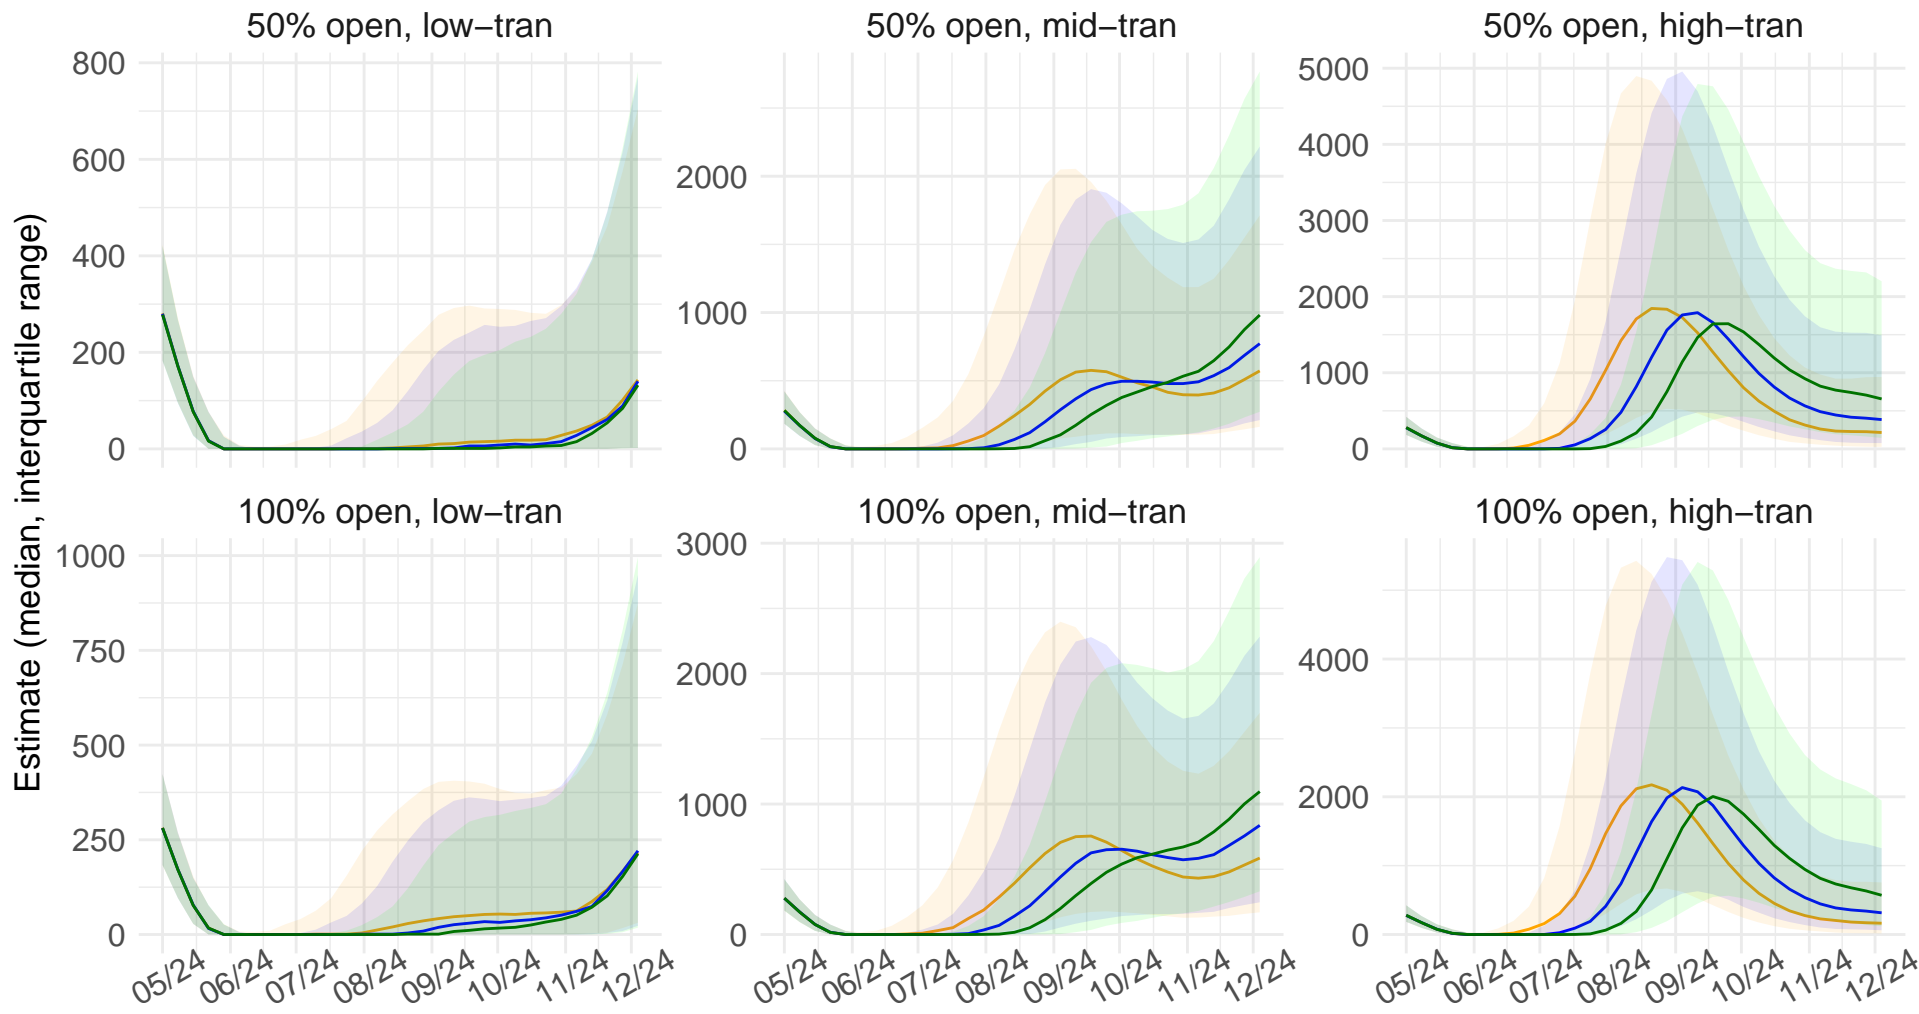 50% open, low−tran
50% open, mid−tran
50% open, high−tran
800
600
400
200
0
2000
1000
0
5000
4000
3000
2000
1000
0
Estimate (median, interquartile range)
100% open, low−tran
100% open, mid−tran
100% open, high−tran
1000
750
500
250
0
3000
2000
1000
0
4000
2000
0
05/24 06/24 07/24 08/24 09/24 10/24 11/24 12/24
05/24 06/24 07/24 08/24 09/24 10/24 11/24 12/24
05/24 06/24 07/24 08/24 09/24 10/24 11/24 12/24